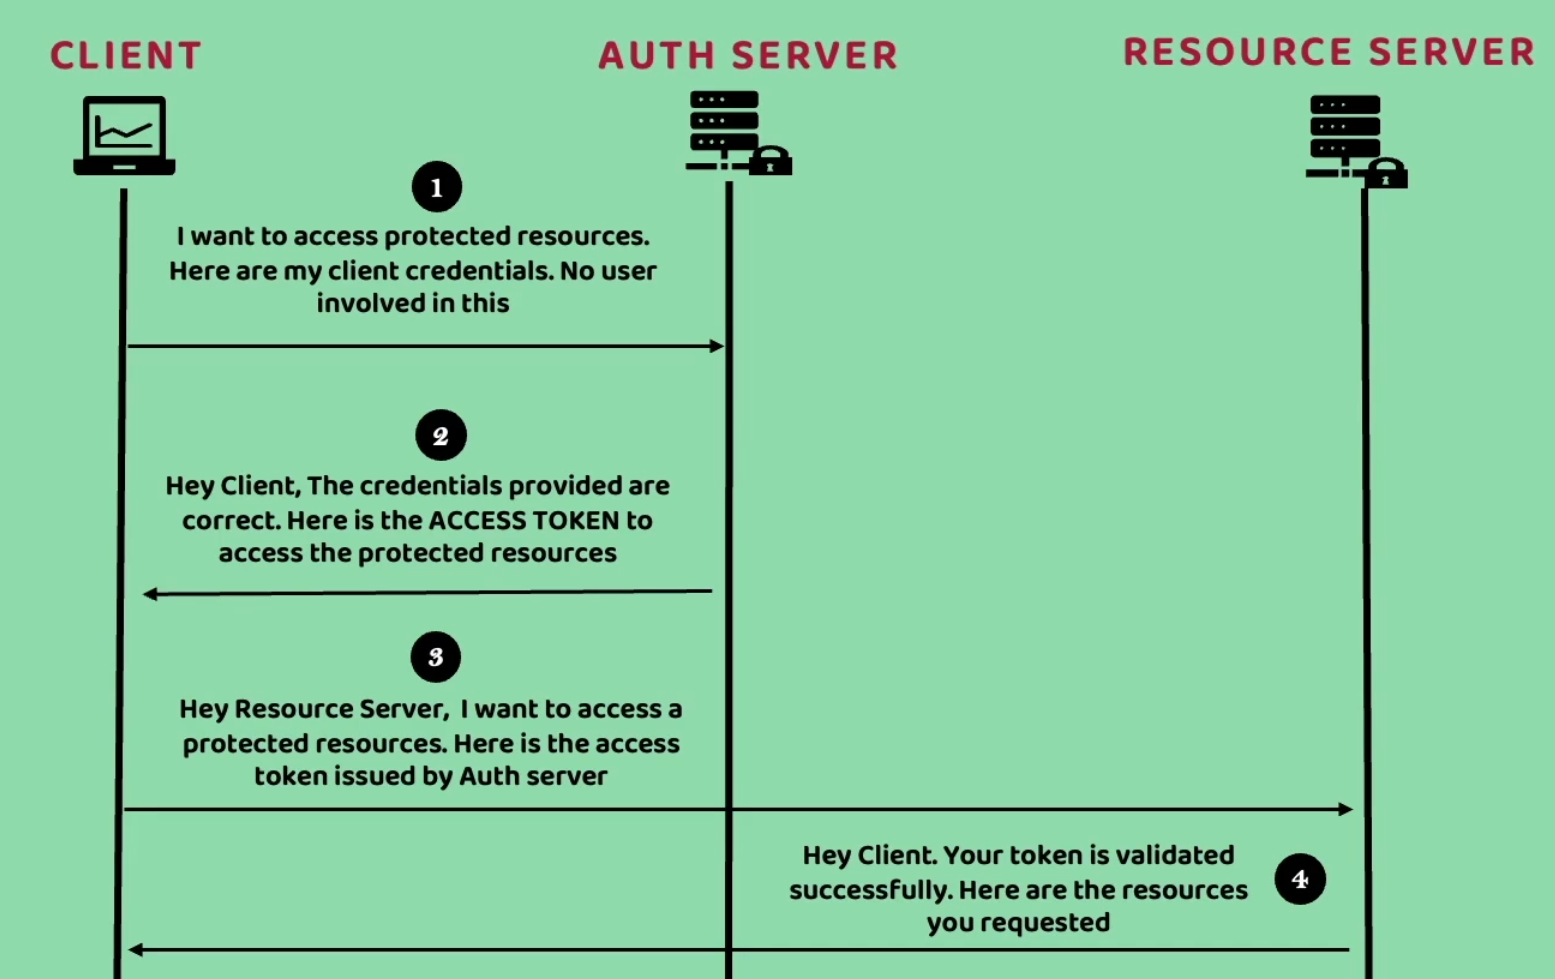 CLIENT
AUTH SERVER
RESOURCE SERVER
1
I want to access protected resources.
Here are my client credentials. No user
involved in this
2
Hey Client, The credentials provided are
correct. Here is the ACCESS TOKEN to
access the protected resources
3
Hey Resource Server, I want to access a
protected resources. Here is the access
token issued by Auth server
Hey Client. Your token is validated
successfully. Here are the resources
you requested
4